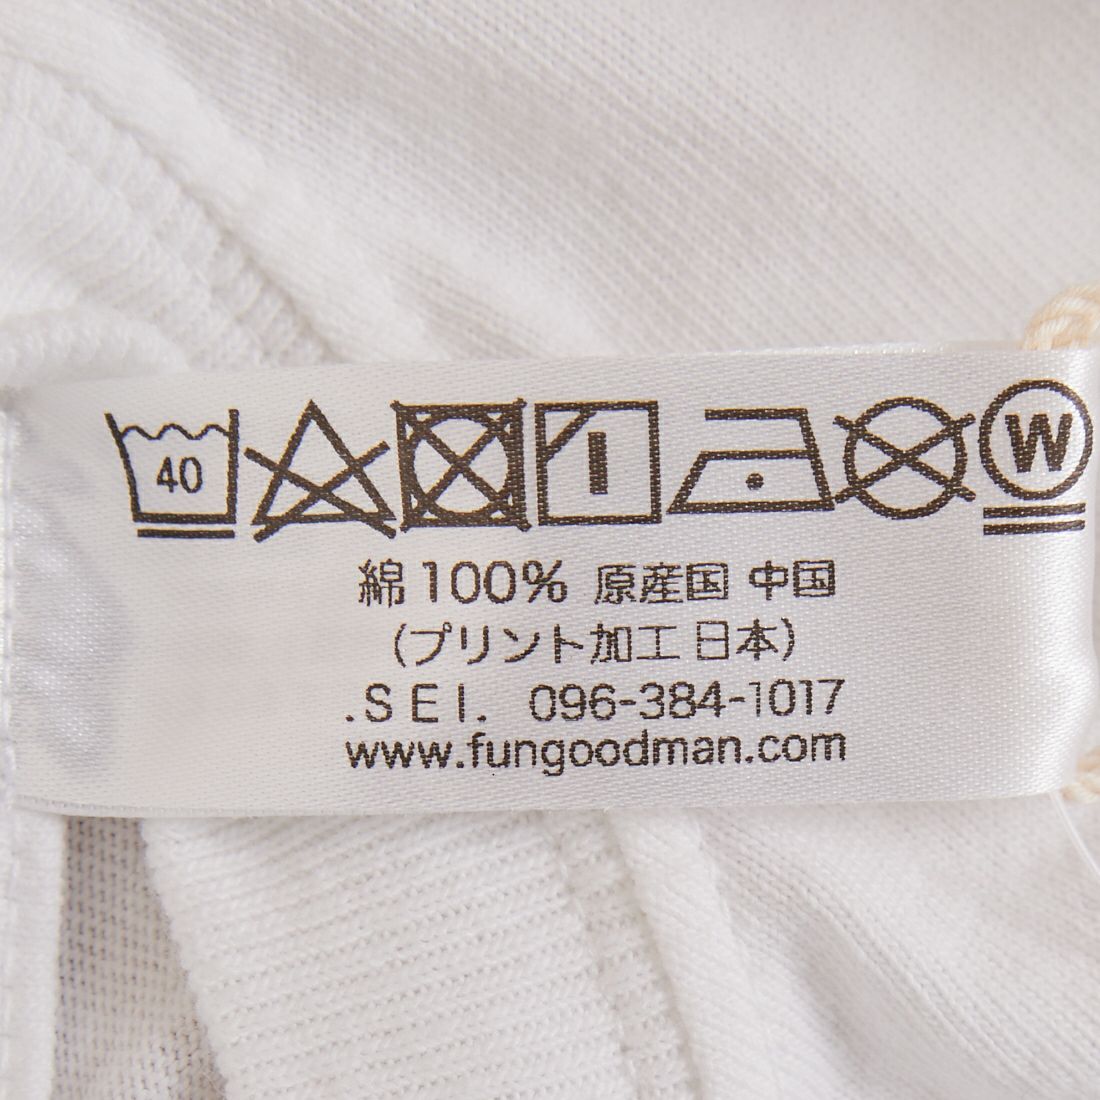 40 W
綿 100% 原産国 中国
(プリント加工 日本)
.SEI. 096-384-1017
www.fungoodman.com